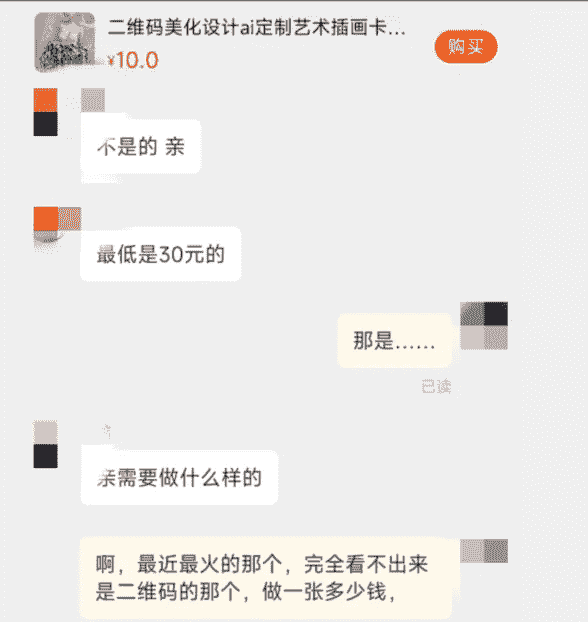 二维码美化设计ai定制艺术插画卡...
¥10.0
购买
不是的 亲
最低是30元的
那是......
已读
亲需要做什么样的
啊，最近最火的那个，完全看不出来
是二维码的那个，做一张多少钱，